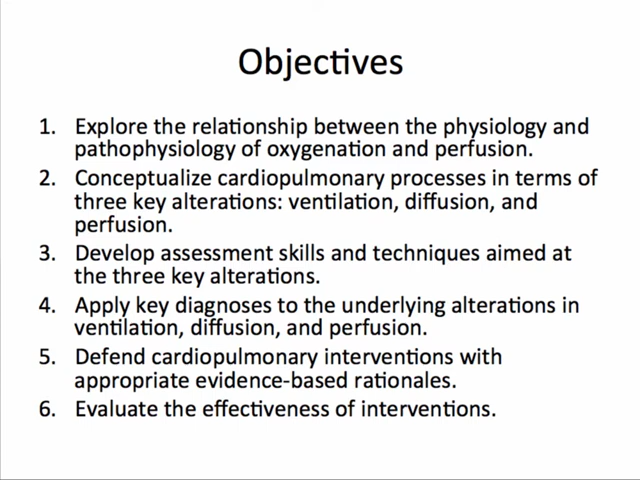 Objectives
1. Explore the relationship between the physiology and
pathophysiology of oxygenation and perfusion.
2. Conceptualize cardiopulmonary processes in terms of
three key alterations: ventilation, diffusion, and
perfusion.
3. Develop assessment skills and techniques aimed at
the three key alterations.
4. Apply key diagnoses to the underlying alterations in
ventilation, diffusion, and perfusion.
5. Defend cardiopulmonary interventions with
appropriate evidence-based rationales.
6. Evaluate the effectiveness of interventions.